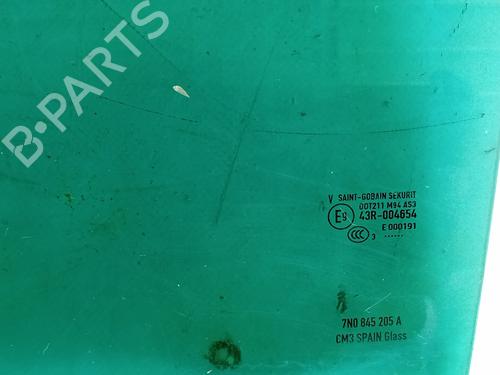 B-PARTS
V SAINT-GOBAIN SEKURIT
DOT211 M94 AS3
E9 43R-004654
E 000191
CCC 3
7N0 845 205 A
CM3 SPAIN Glass